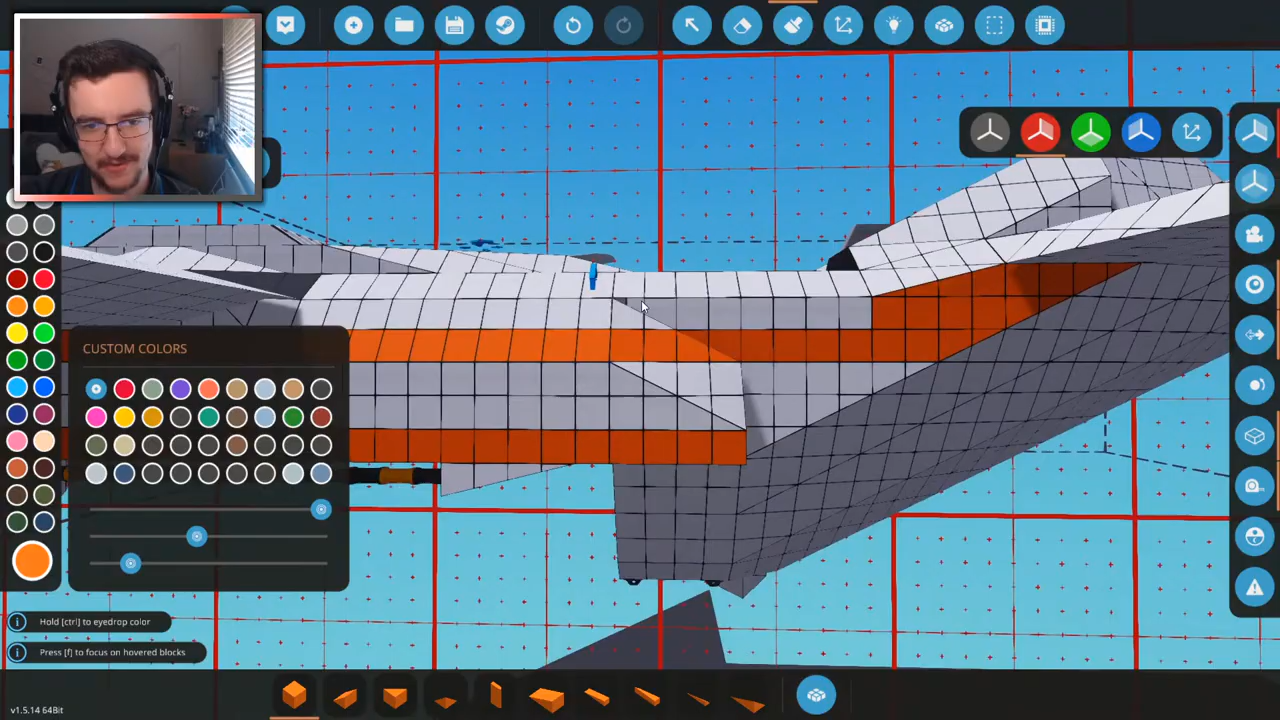 CUSTOM COLORS
Hold [ctrl] to eyedrop color
Press [f] to focus on hovered blocks
v1.5.14 64Bit